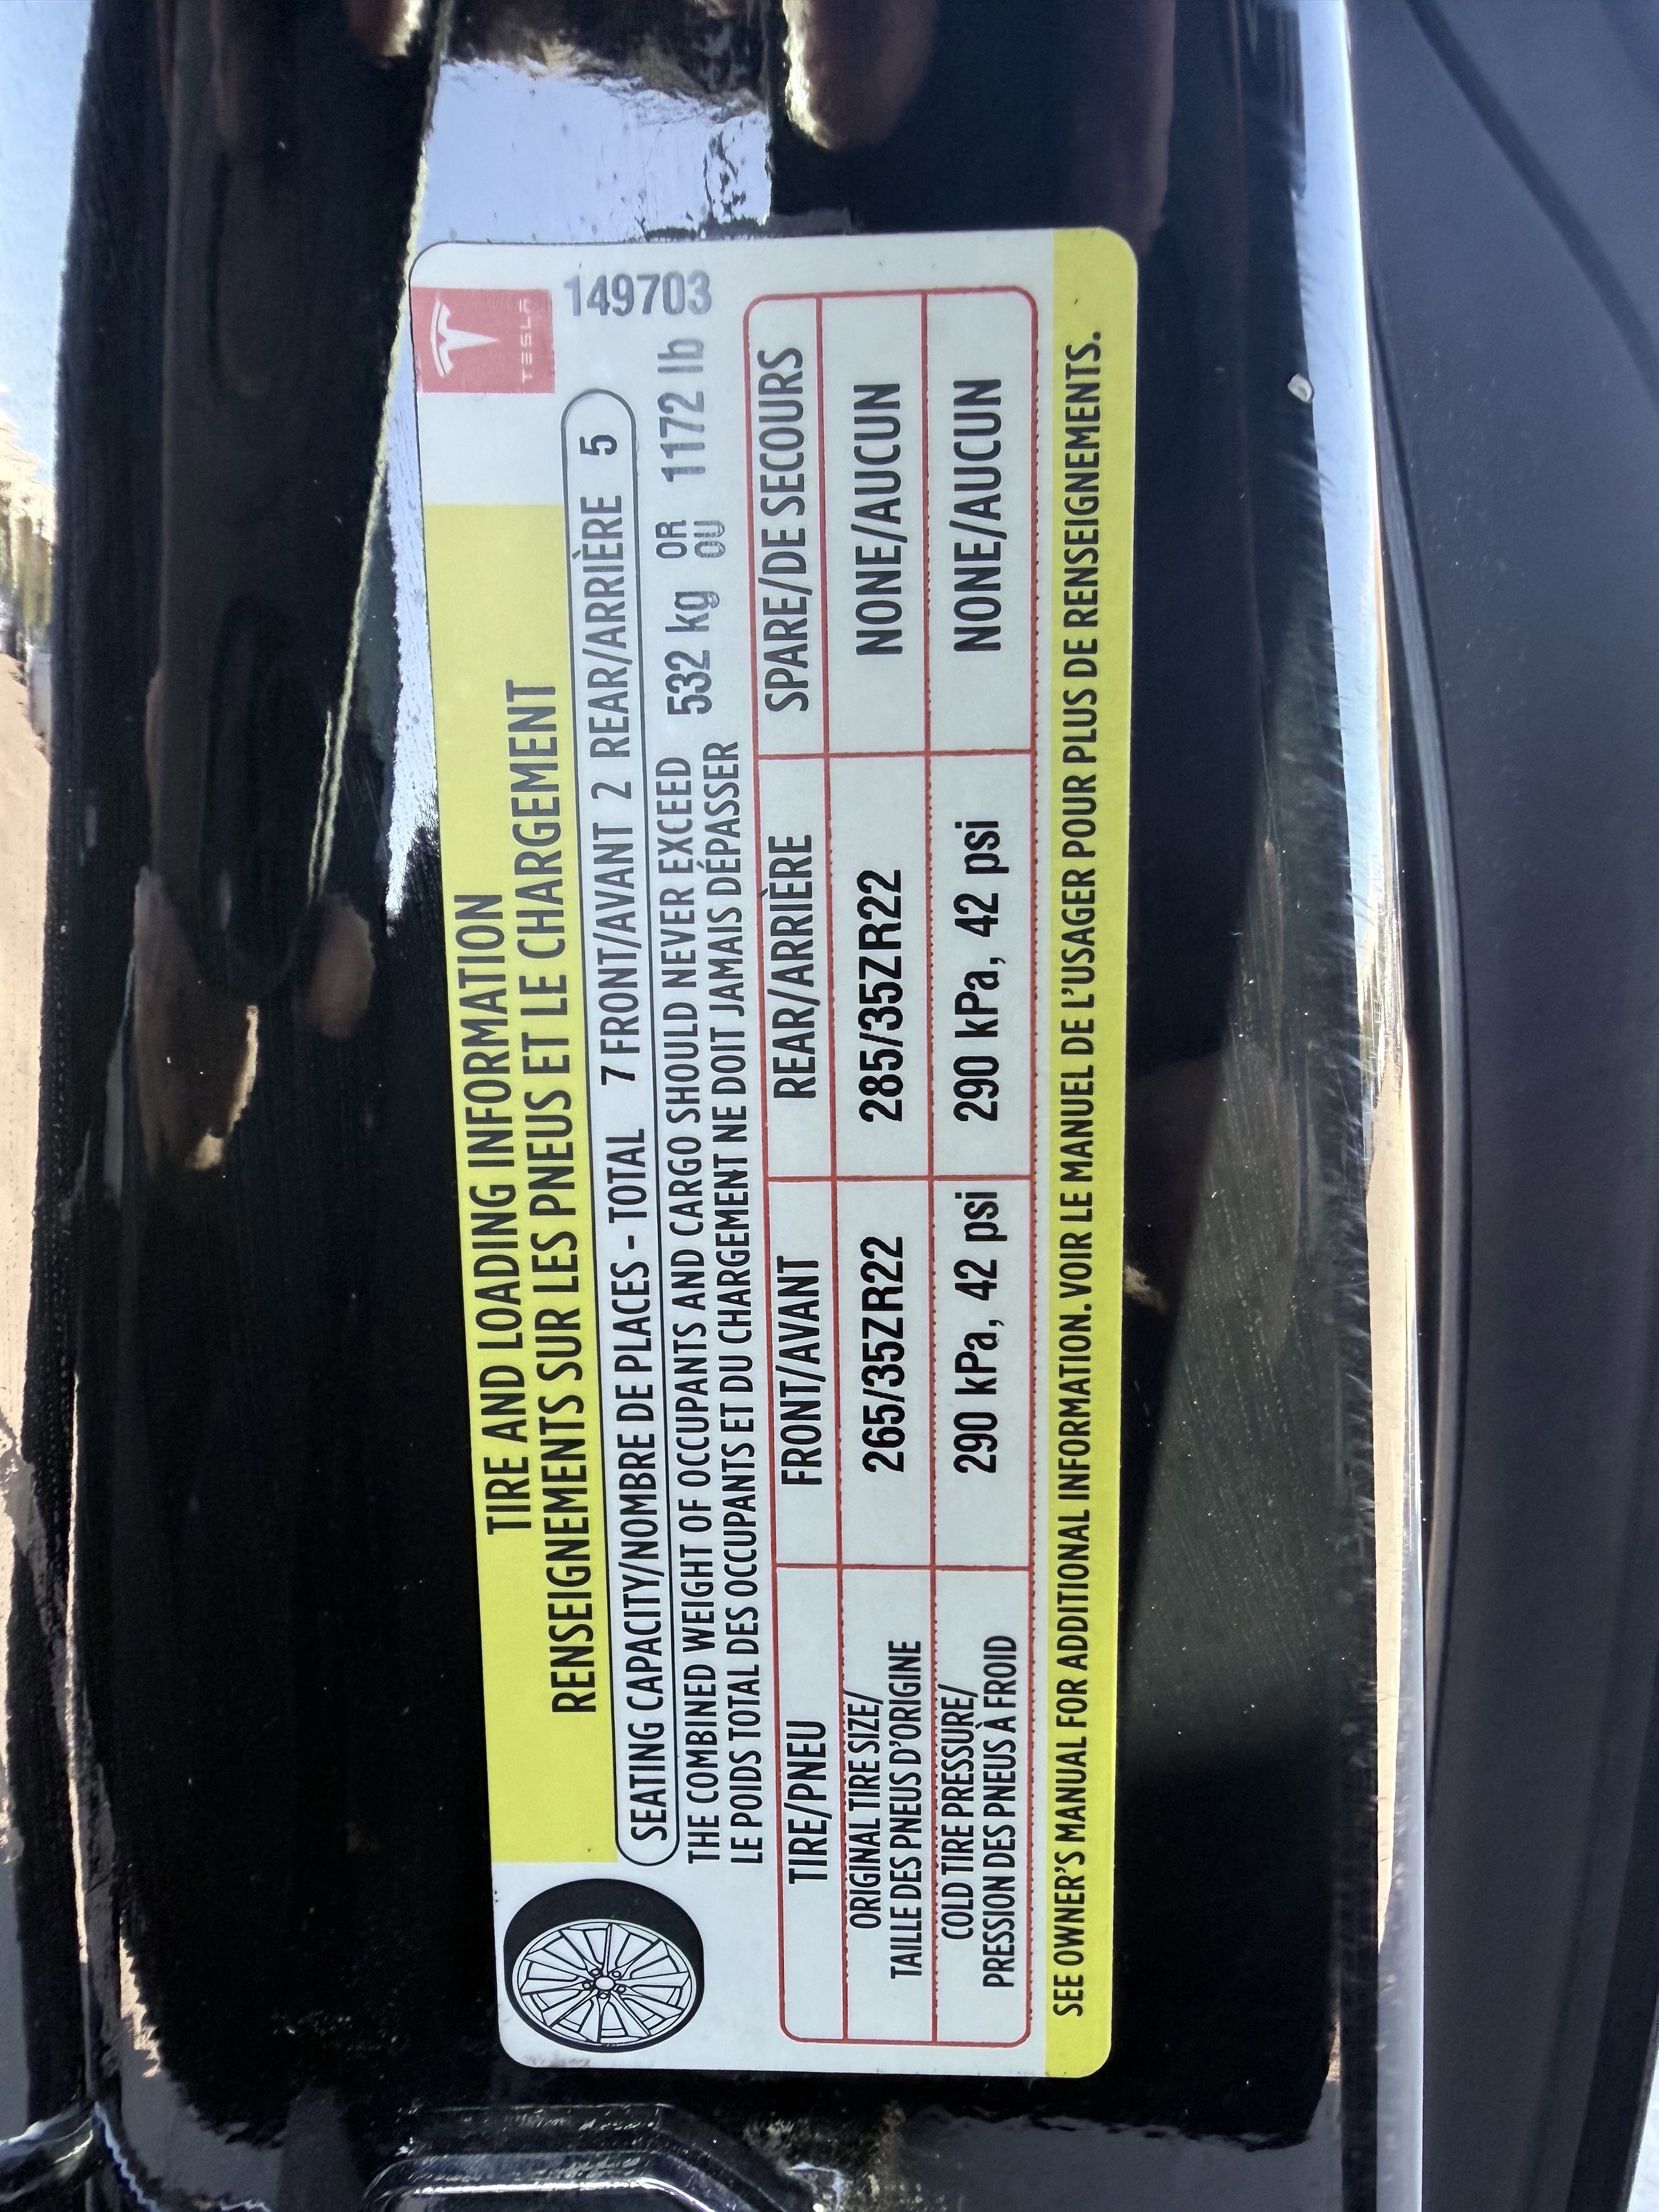 TESLA
TIRE AND LOADING INFORMATION
RENSEIGNEMENTS SUR LES PNEUS ET LE CHARGEMENT
149703
SEATING CAPACITY/NOMBRE DE PLACES - TOTAL 7 FRONT/AVANT 2 REAR/ARRIÈRE 5
THE COMBINED WEIGHT OF OCCUPANTS AND CARGO SHOULD NEVER EXCEED 532 kg OR 1172 lb
LE POIDS TOTAL DES OCCUPANTS ET DU CHARGEMENT NE DOIT JAMAIS DÉPASSER OU
TIRE/PNEU FRONT/AVANT REAR/ARRIÈRE SPARE/DE SECOURS
ORIGINAL TIRE SIZE/
TAILLE DES PNEUS D'ORIGINE 265/35ZR22 285/35ZR22 NONE/AUCUN
COLD TIRE PRESSURE/
PRESSION DES PNEUS À FROID 290 kPa, 42 psi 290 kPa, 42 psi NONE/AUCUN
SEE OWNER'S MANUAL FOR ADDITIONAL INFORMATION. VOIR LE MANUEL DE L'USAGER POUR PLUS DE RENSEIGNEMENTS.